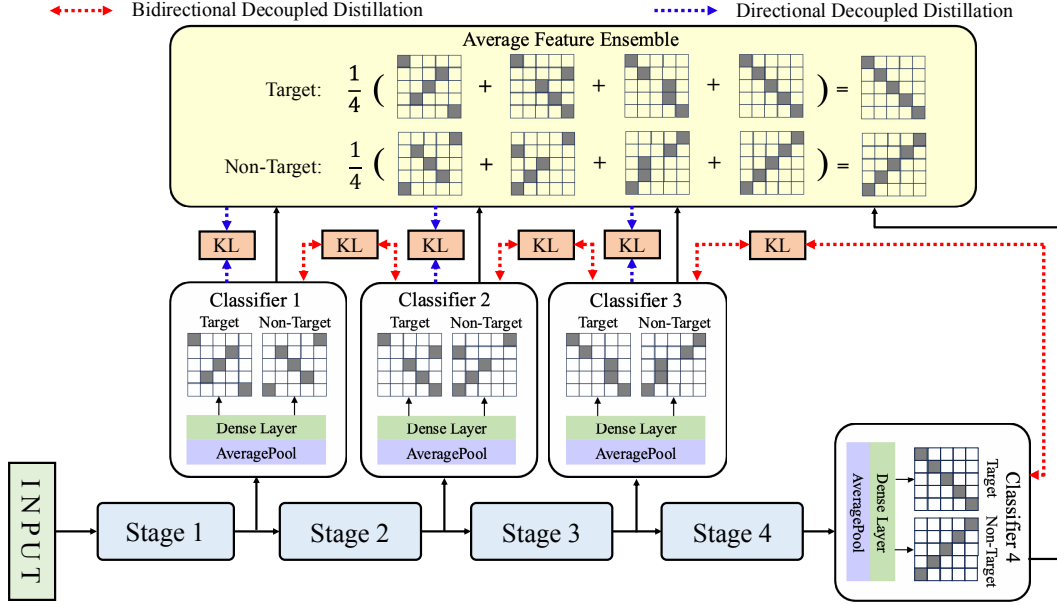 Bidirectional Decoupled Distillation
Directional Decoupled Distillation
Average Feature Ensemble
Target: 1/4 ( + + + ) =
Non-Target: 1/4 ( + + + ) =
KL KL KL KL KL KL
Classifier 1
Target Non-Target
Dense Layer
AveragePool
Classifier 2
Target Non-Target
Dense Layer
AveragePool
Classifier 3
Target Non-Target
Dense Layer
AveragePool
INPUT
Stage 1
Stage 2
Stage 3
Stage 4
Classifier 4
Target Non-Target
Dense Layer
AveragePool